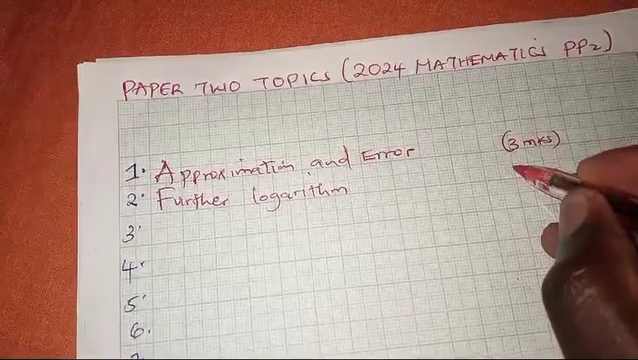 PAPER TWO TOPICS (2024 MATHEMATICS PP2)
1. Approximation and Error (3 mks)
2. Further logarithm
3.
4.
5.
6.